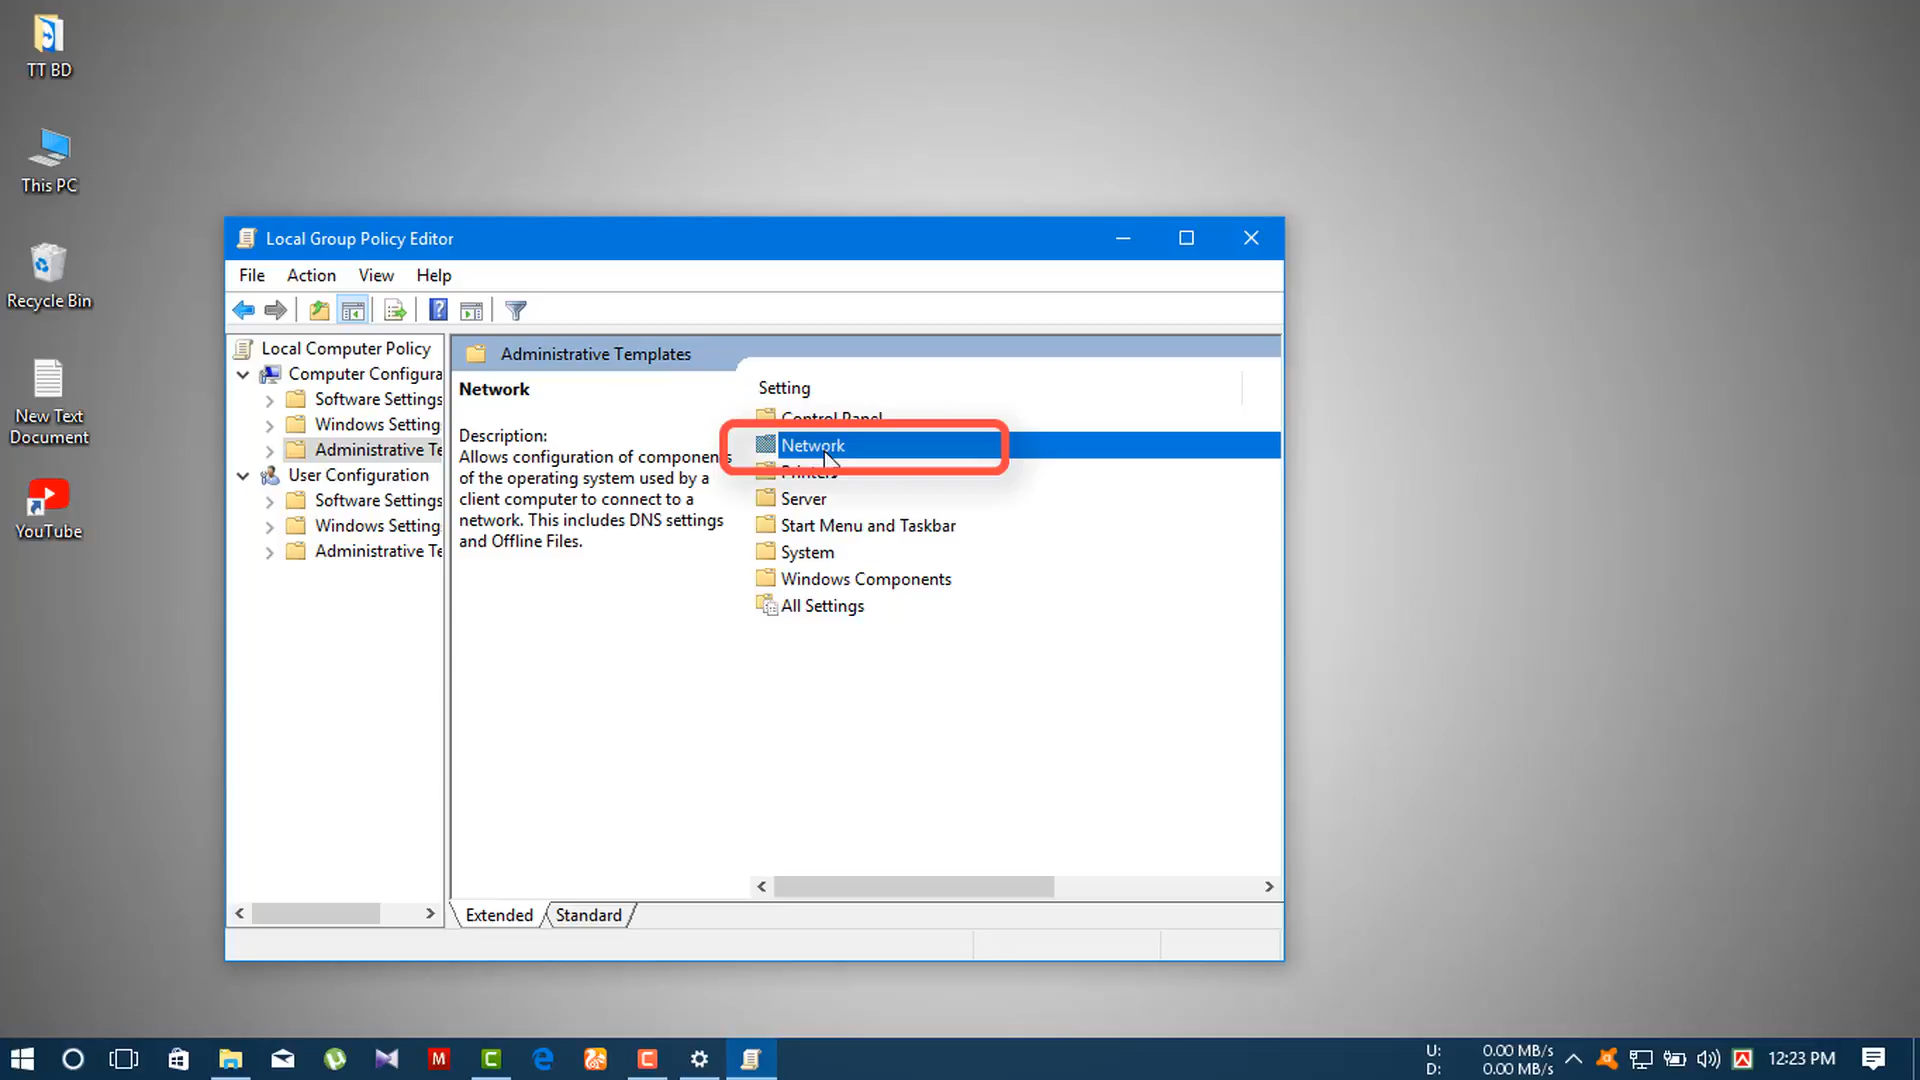 TT BD
This PC
Recycle Bin
New Text
Document
YouTube
Local Group Policy Editor
File Action View Help
Local Computer Policy
Computer Configura
Software Settings
Windows Setting
Administrative Te
User Configuration
Software Settings
Windows Setting
Administrative Te
Administrative Templates
Network
Description:
Allows configuration of components
of the operating system used by a
client computer to connect to a
network. This includes DNS settings
and Offline Files.
Setting
Control Panel
Network
Printers
Server
Start Menu and Taskbar
System
Windows Components
All Settings
Extended Standard
U: 0.00 MB/s
D: 0.00 MB/s
12:23 PM